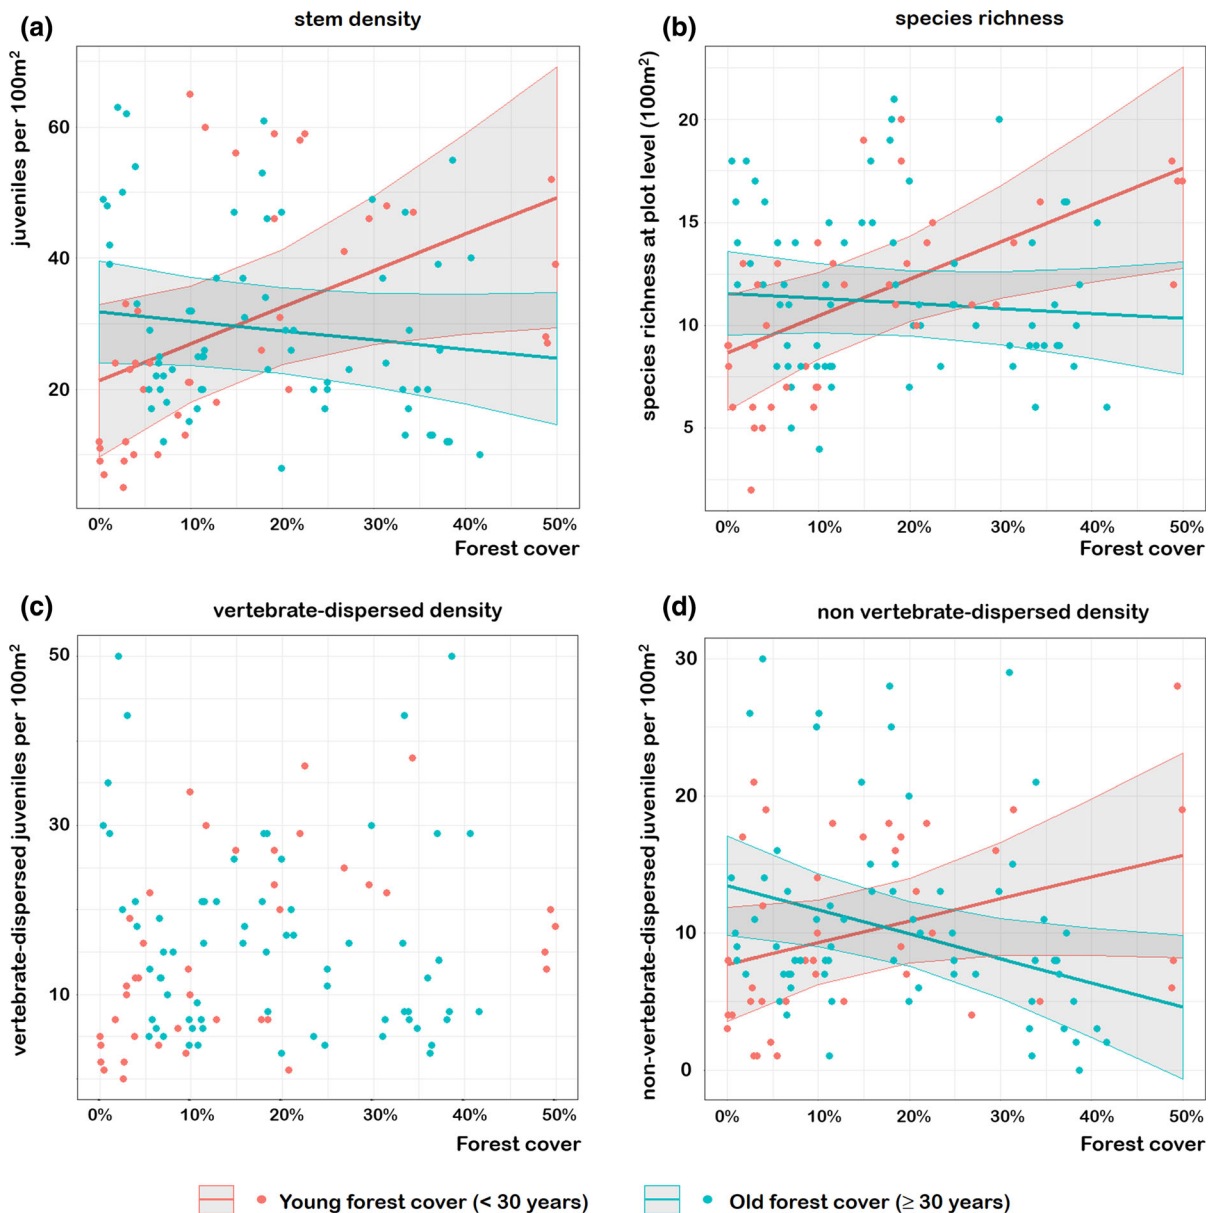 (a)
stem density
juveniles per 100m²
60
40
20
0%
10%
20%
30%
40%
50%
Forest cover
(b)
species richness
species richness at plot level (100m²)
20
15
10
5
0%
10%
20%
30%
40%
50%
Forest cover
(c)
vertebrate-dispersed density
vertebrate-dispersed juveniles per 100m²
50
30
10
0%
10%
20%
30%
40%
50%
Forest cover
(d)
non vertebrate-dispersed density
non-vertebrate-dispersed juveniles per 100m²
30
20
10
0
0%
10%
20%
30%
40%
50%
Forest cover
Young forest cover (< 30 years)
Old forest cover (≥ 30 years)